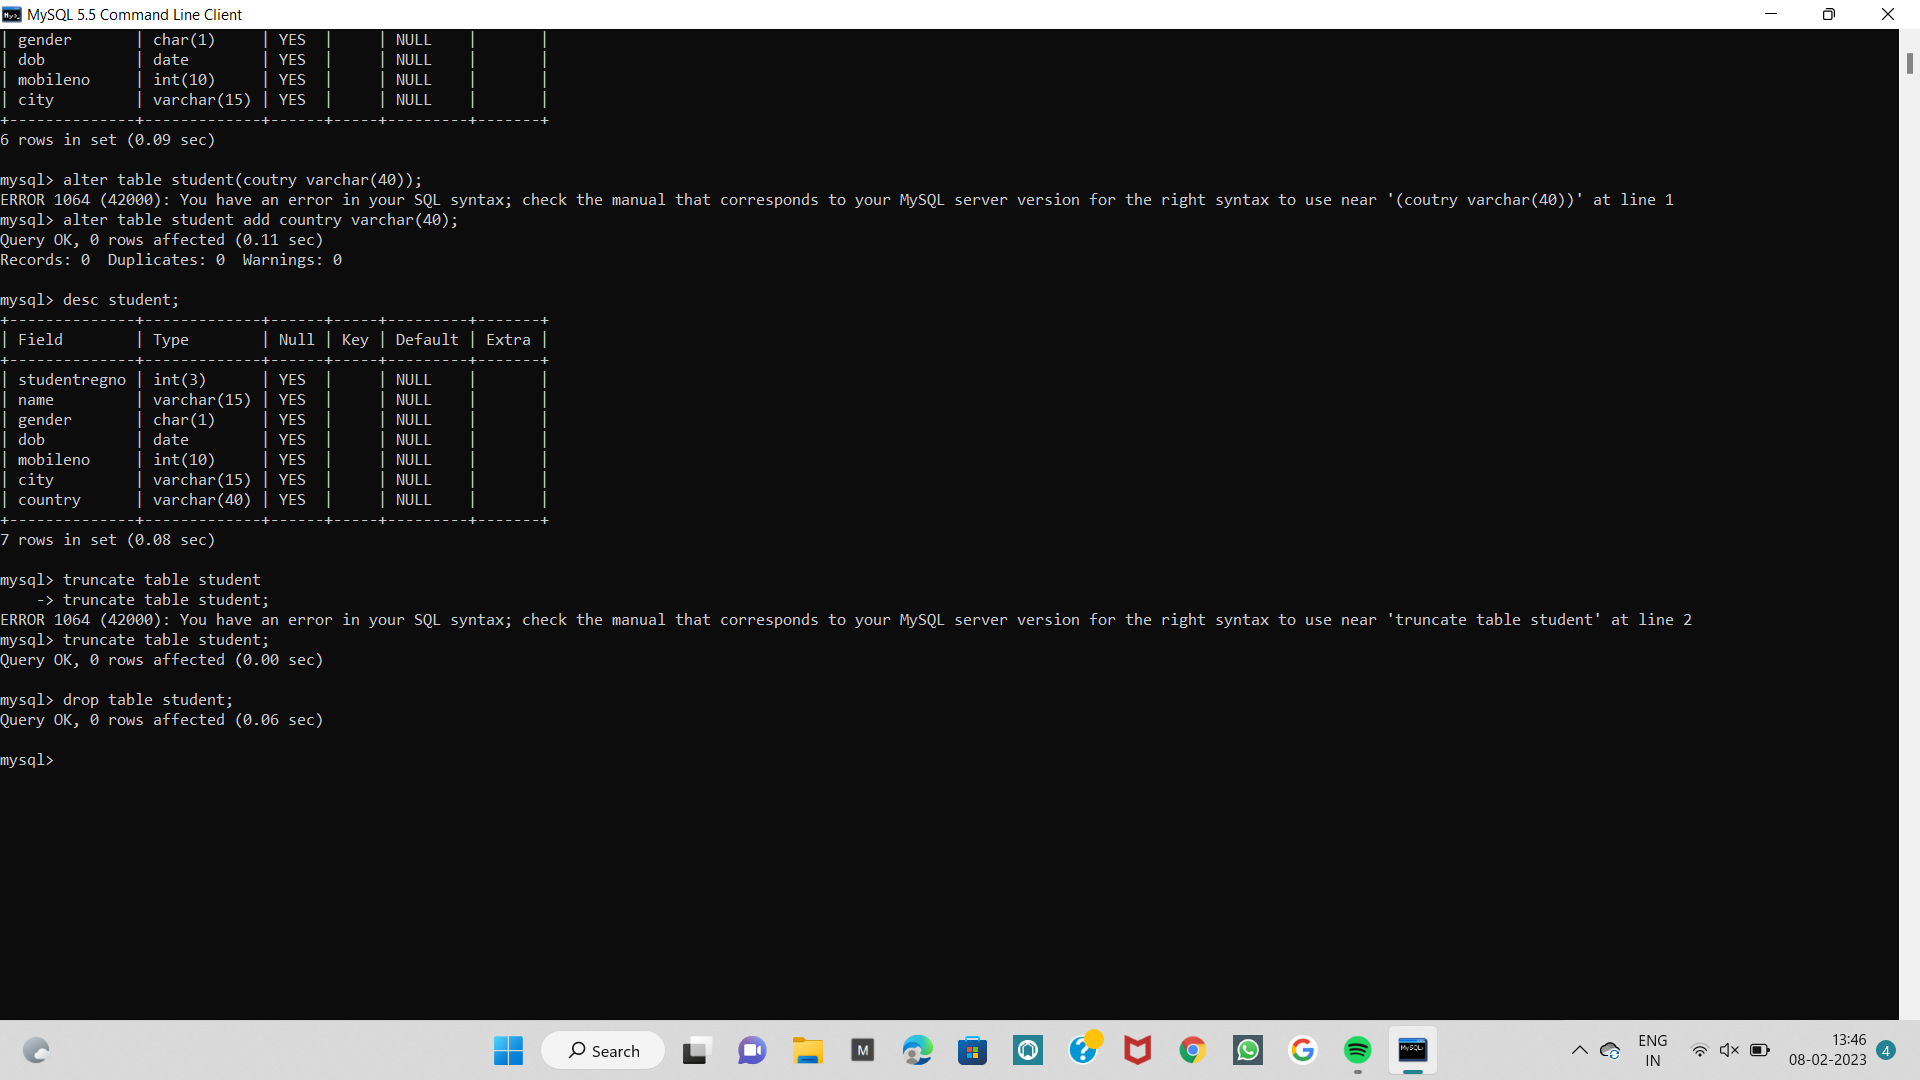 MySQL 5.5 Command Line Client
| gender       | char(1)     | YES  |     | NULL    |       |
| dob          | date        | YES  |     | NULL    |       |
| mobileno     | int(10)     | YES  |     | NULL    |       |
| city         | varchar(15) | YES  |     | NULL    |       |
+--------------+-------------+------+-----+---------+-------+
6 rows in set (0.09 sec)
mysql> alter table student(coutry varchar(40));
ERROR 1064 (42000): You have an error in your SQL syntax; check the manual that corresponds to your MySQL server version for the right syntax to use near '(coutry varchar(40))' at line 1
mysql> alter table student add country varchar(40);
Query OK, 0 rows affected (0.11 sec)
Records: 0  Duplicates: 0  Warnings: 0
mysql> desc student;
+--------------+-------------+------+-----+---------+-------+
| Field        | Type        | Null | Key | Default | Extra |
+--------------+-------------+------+-----+---------+-------+
| studentregno | int(3)      | YES  |     | NULL    |       |
| name         | varchar(15) | YES  |     | NULL    |       |
| gender       | char(1)     | YES  |     | NULL    |       |
| dob          | date        | YES  |     | NULL    |       |
| mobileno     | int(10)     | YES  |     | NULL    |       |
| city         | varchar(15) | YES  |     | NULL    |       |
| country      | varchar(40) | YES  |     | NULL    |       |
+--------------+-------------+------+-----+---------+-------+
7 rows in set (0.08 sec)
mysql> truncate table student
    -> truncate table student;
ERROR 1064 (42000): You have an error in your SQL syntax; check the manual that corresponds to your MySQL server version for the right syntax to use near 'truncate table student' at line 2
mysql> truncate table student;
Query OK, 0 rows affected (0.00 sec)
mysql> drop table student;
Query OK, 0 rows affected (0.06 sec)
mysql>
Search
M
MySQL
ENG
IN
13:46
08-02-2023
4